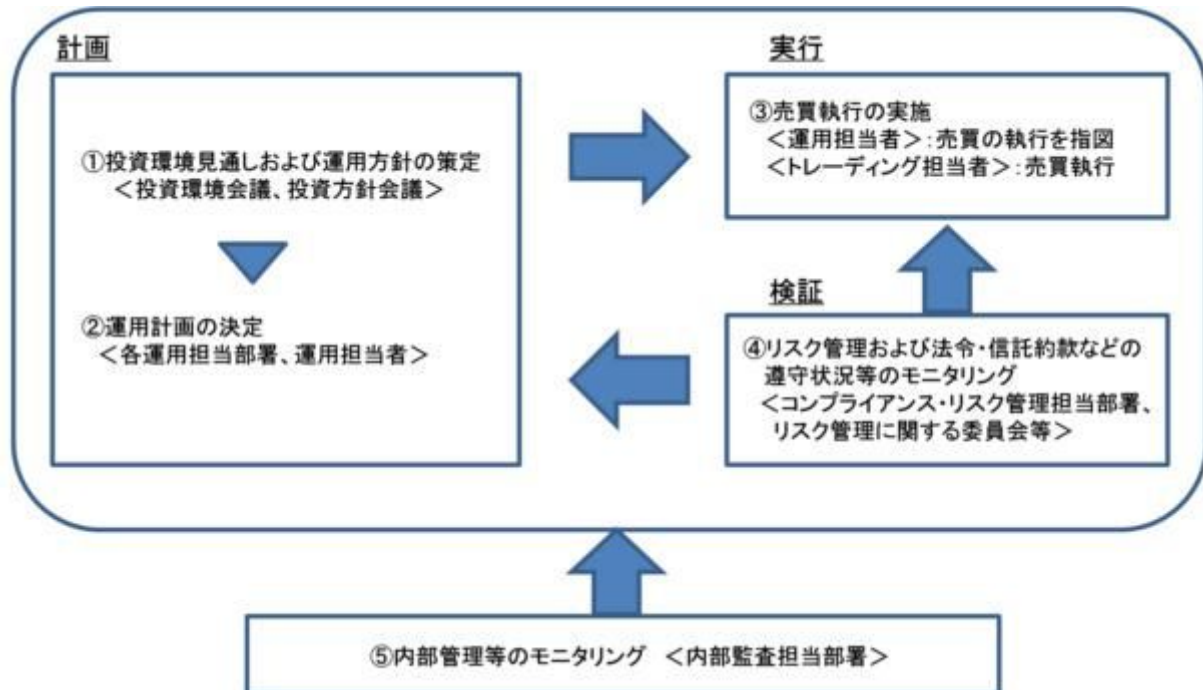 計画
①投資環境見通しおよび運用方針の策定
＜投資環境会議、投資方針会議＞
②運用計画の決定
＜各運用担当部署、運用担当者＞
実行
③売買執行の実施
＜運用担当者＞:売買の執行を指図
＜トレーディング担当者＞:売買執行
検証
④リスク管理および法令・信託約款などの
遵守状況等のモニタリング
＜コンプライアンス・リスク管理担当部署、
リスク管理に関する委員会等＞
⑤内部管理等のモニタリング ＜内部監査担当部署＞